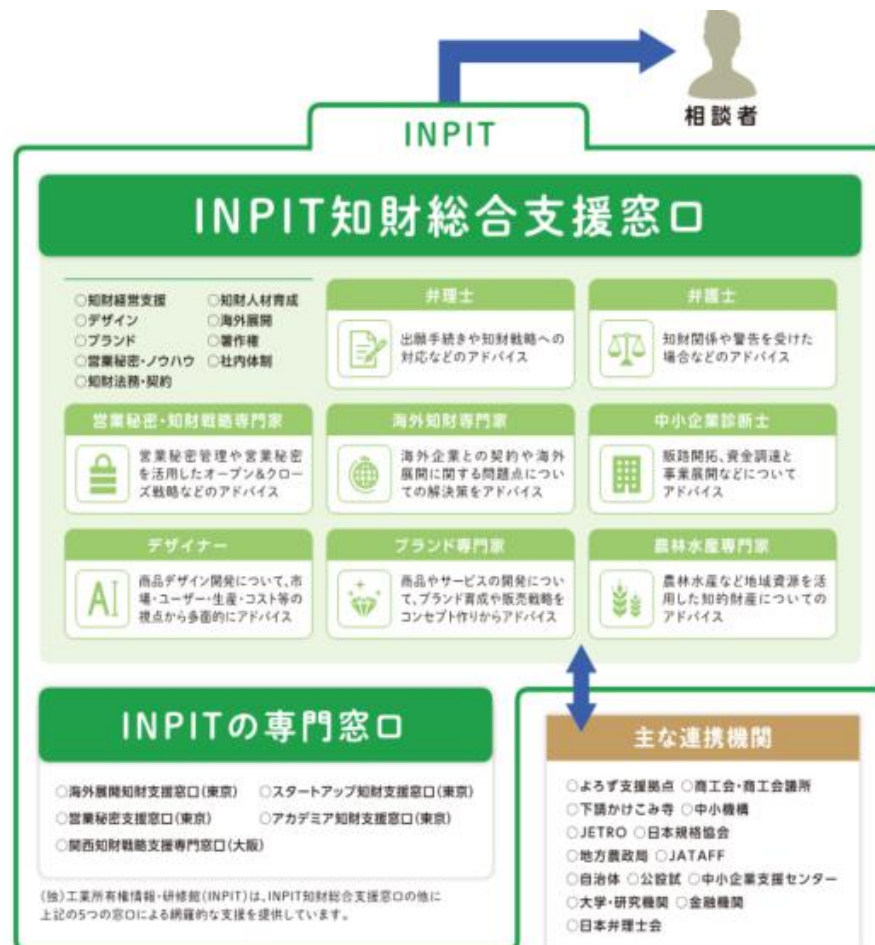 相談者
INPIT
INPIT知財総合支援窓口
○知財経営支援 ○知財人材育成
○デザイン ○海外展開
○ブランド ○著作権
○営業秘密・ノウハウ ○社内体制
○知財法務・契約
弁理士
出願手続きや知財戦略への
対応などのアドバイス
弁護士
知財関係や警告を受けた
場合などのアドバイス
営業秘密・知財戦略専門家
営業秘密管理や営業秘密
を活用したオープン&クロー
ズ戦略などのアドバイス
海外知財専門家
海外企業との契約や海外
展開に関する問題点につい
ての解決策をアドバイス
中小企業診断士
販路開拓、資金調達と
事業展開などについて
アドバイス
デザイナー
AI
商品デザイン開発について、市
場・ユーザー・生産・コスト等の
視点から多面的にアドバイス
ブランド専門家
商品やサービスの開発につい
て、ブランド育成や販売戦略を
コンセプト作りからアドバイス
農林水産専門家
農林水産など地域資源を活
用した知的財産についての
アドバイス
INPITの専門窓口
○海外展開知財支援窓口(東京) ○スタートアップ知財支援窓口(東京)
○営業秘密支援窓口(東京) ○アカデミア知財支援窓口(東京)
○関西知財戦略支援専門窓口(大阪)
(独)工業所有権情報・研修館(INPIT)は、INPIT知財総合支援窓口の他に
上記の5つの窓口による網羅的な支援を提供しています。
主な連携機関
○よろず支援拠点 ○商工会・商工会議所
○下請かけこみ寺 ○中小機構
○JETRO ○日本規格協会
○地方農政局 ○JATAFF
○自治体 ○公設試 ○中小企業支援センター
○大学・研究機関 ○金融機関
○日本弁理士会